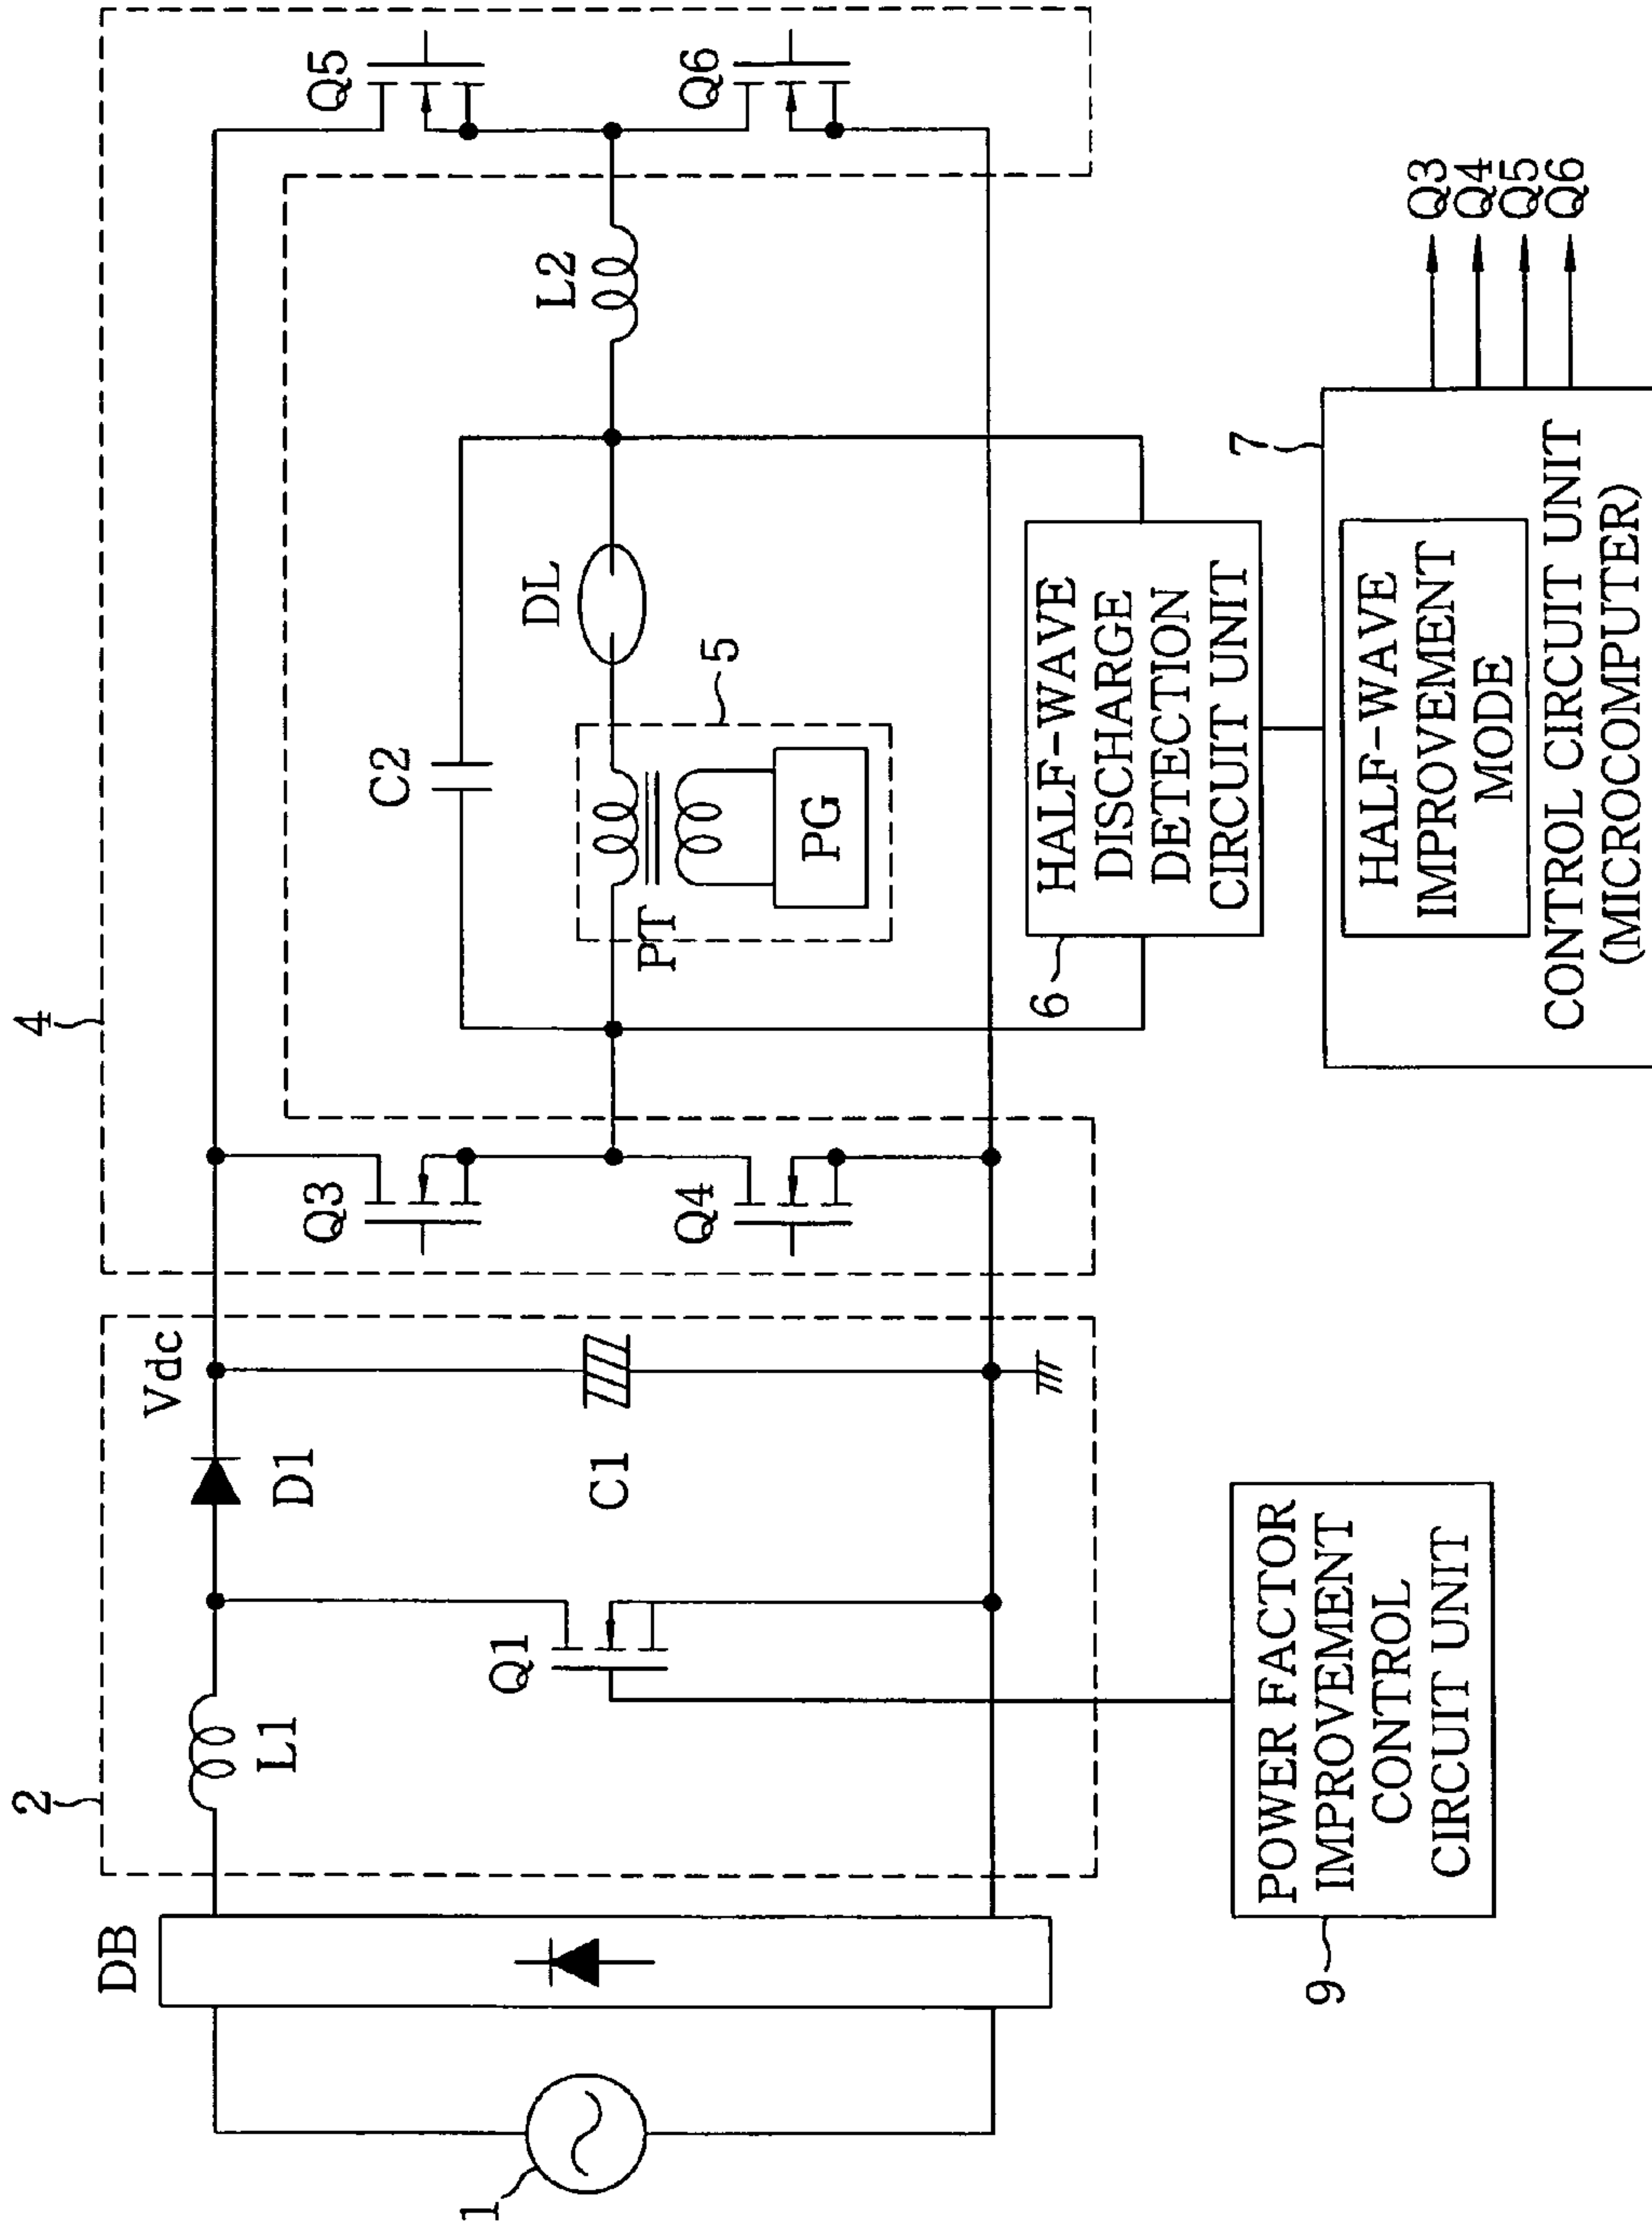 1
DB
2
L1
Q1
D1
Vdc
C1
POWER FACTOR
IMPROVEMENT
CONTROL
CIRCUIT UNIT
9
4
Q3
Q4
C2
PT
PG
5
DL
L2
Q5
Q6
HALF-WAVE
DISCHARGE
DETECTION
CIRCUIT UNIT
6
7
HALF-WAVE
IMPROVEMENT
MODE
CONTROL CIRCUIT UNIT
(MICROCOMPUTER)
Q3
Q4
Q5
Q6